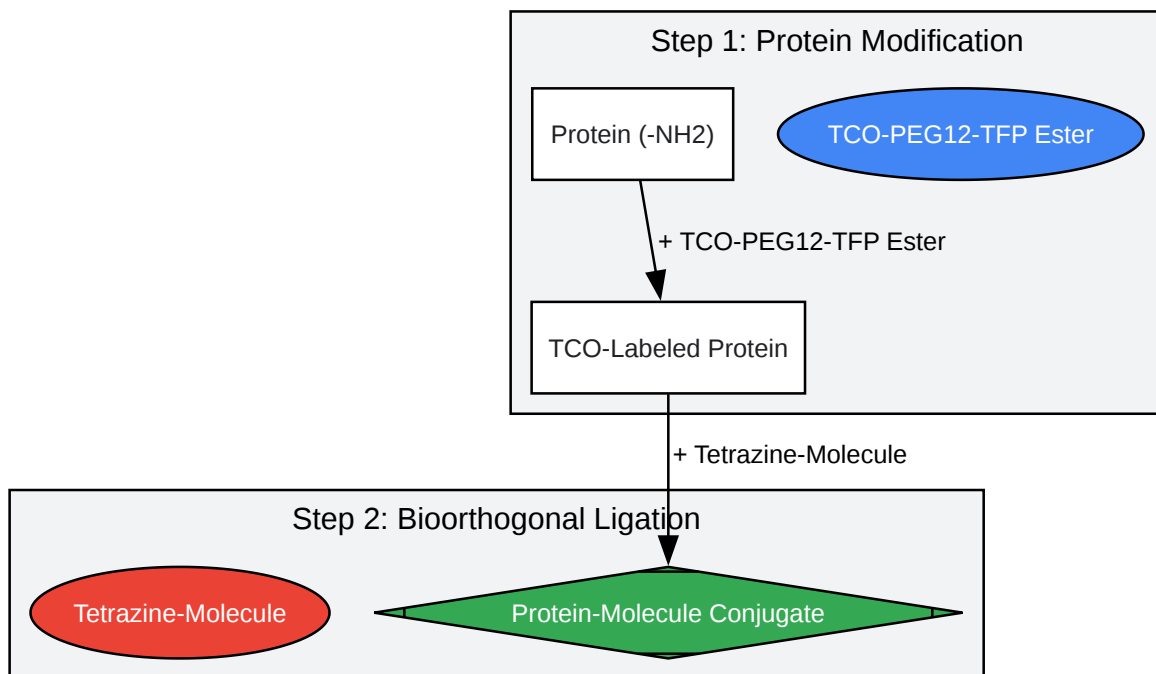 Step 1: Protein Modification
Protein (-NH2)
TCO-PEG12-TFP Ester
+ TCO-PEG12-TFP Ester
TCO-Labeled Protein
+ Tetrazine-Molecule
Step 2: Bioorthogonal Ligation
Tetrazine-Molecule
Protein-Molecule Conjugate